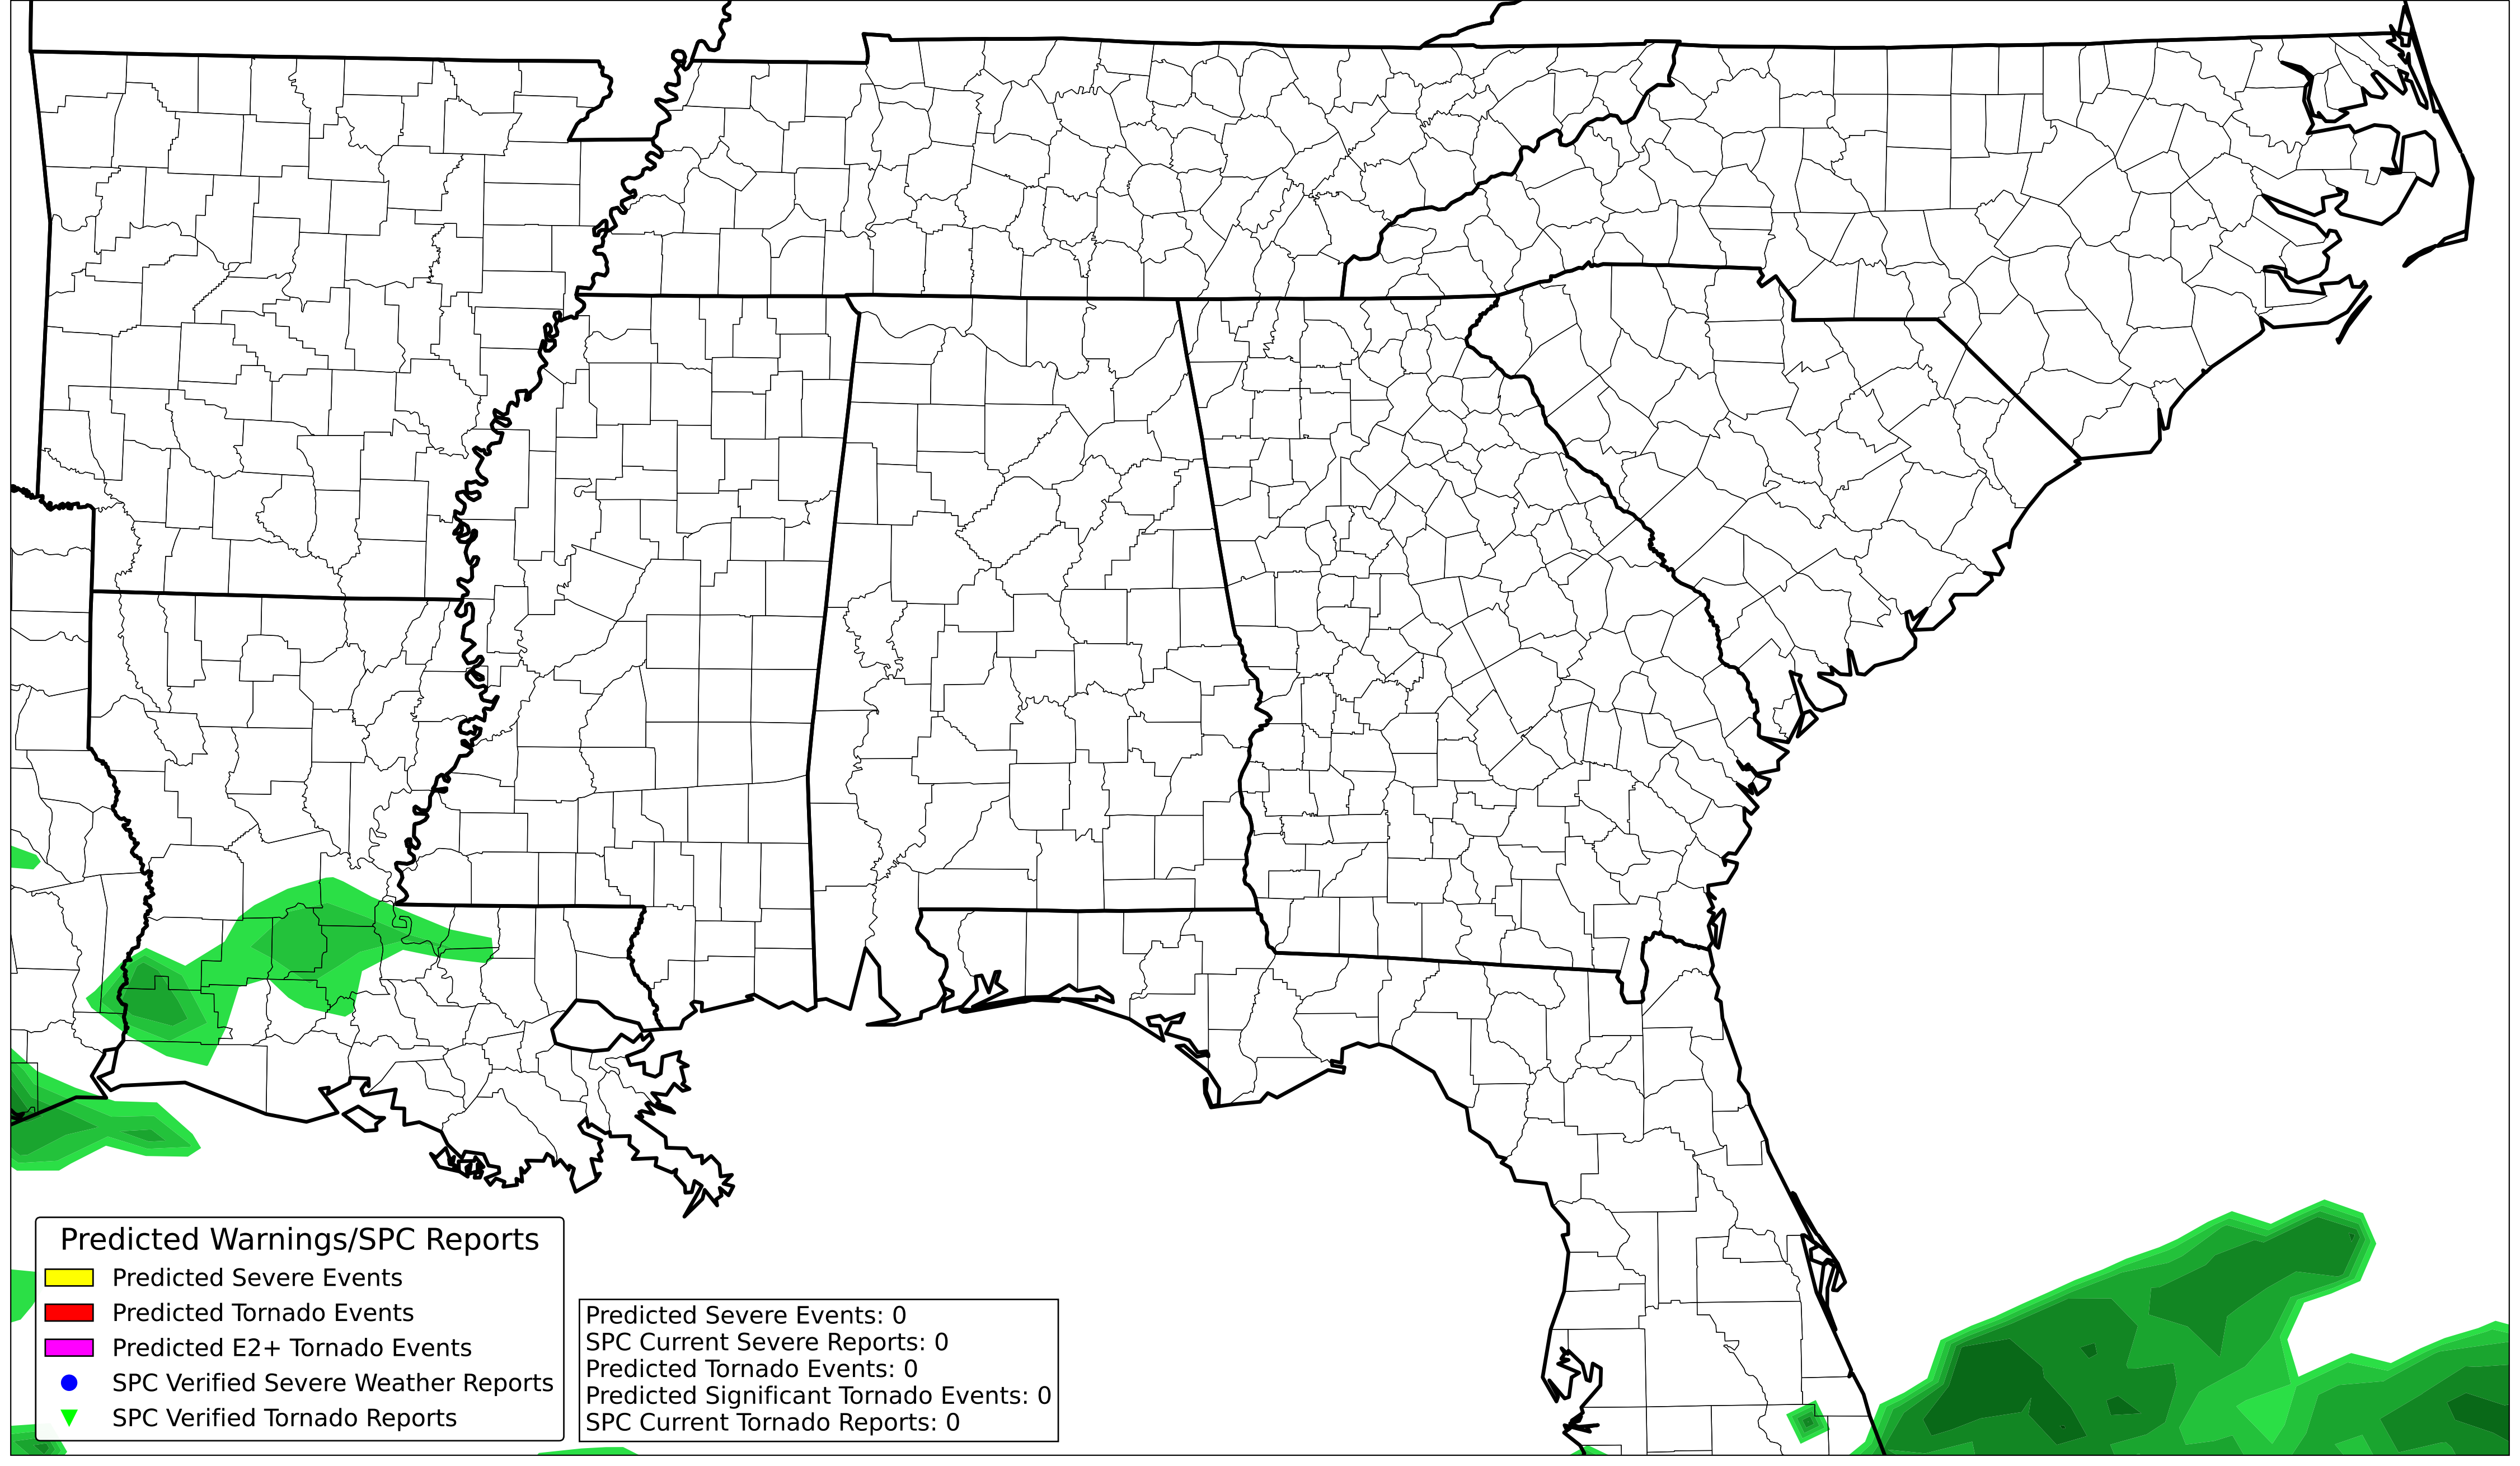 Predicted Warnings/SPC Reports
Predicted Severe Events
Predicted Tornado Events
Predicted E2+ Tornado Events
SPC Verified Severe Weather Reports
SPC Verified Tornado Reports
Predicted Severe Events: 0
SPC Current Severe Reports: 0
Predicted Tornado Events: 0
Predicted Significant Tornado Events: 0
SPC Current Tornado Reports: 0